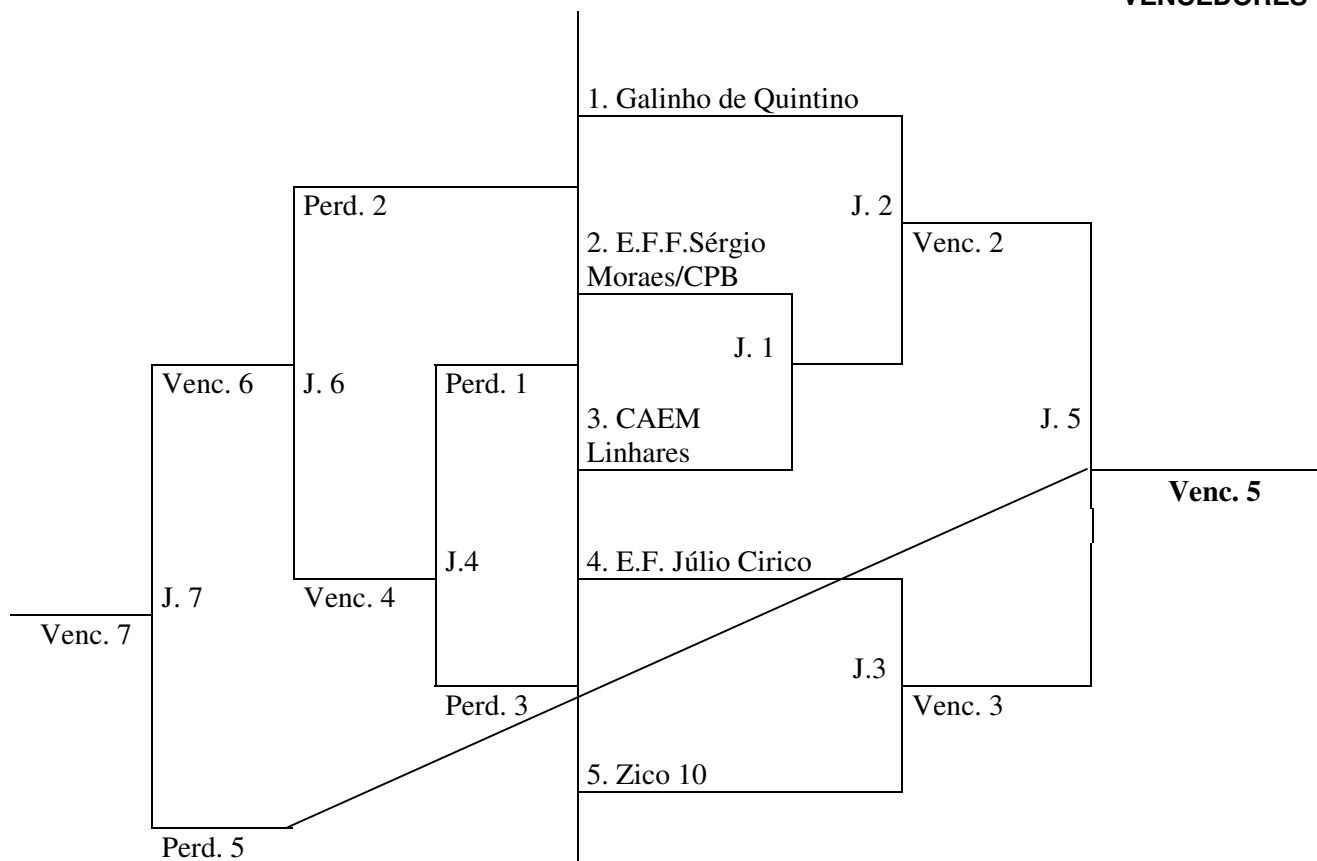 VENCEDORES
1. Galinho de Quintino
Perd. 2
J. 2
2. E.F.F.Sérgio
Moraes/CPB
Venc. 2
J. 1
Venc. 6
J. 6
Perd. 1
3. CAEM
Linhares
J. 5
Venc. 5
J.4
4. E.F. Júlio Cirico
J. 7
Venc. 4
Venc. 7
J.3
Perd. 3
Venc. 3
5. Zico 10
Perd. 5